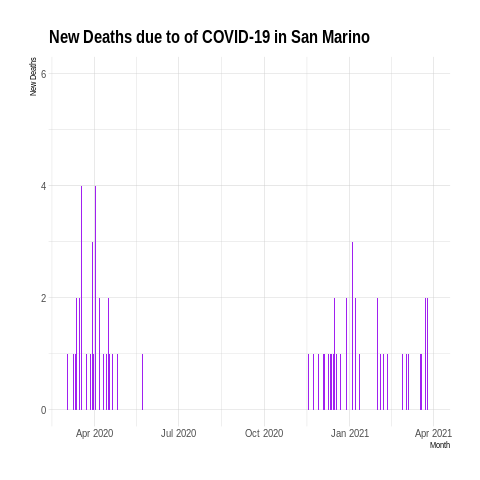 New Deaths due to of COVID-19 in San Marino
New Deaths
6
4
2
0
Apr 2020 Jul 2020 Oct 2020 Jan 2021 Apr 2021
Month